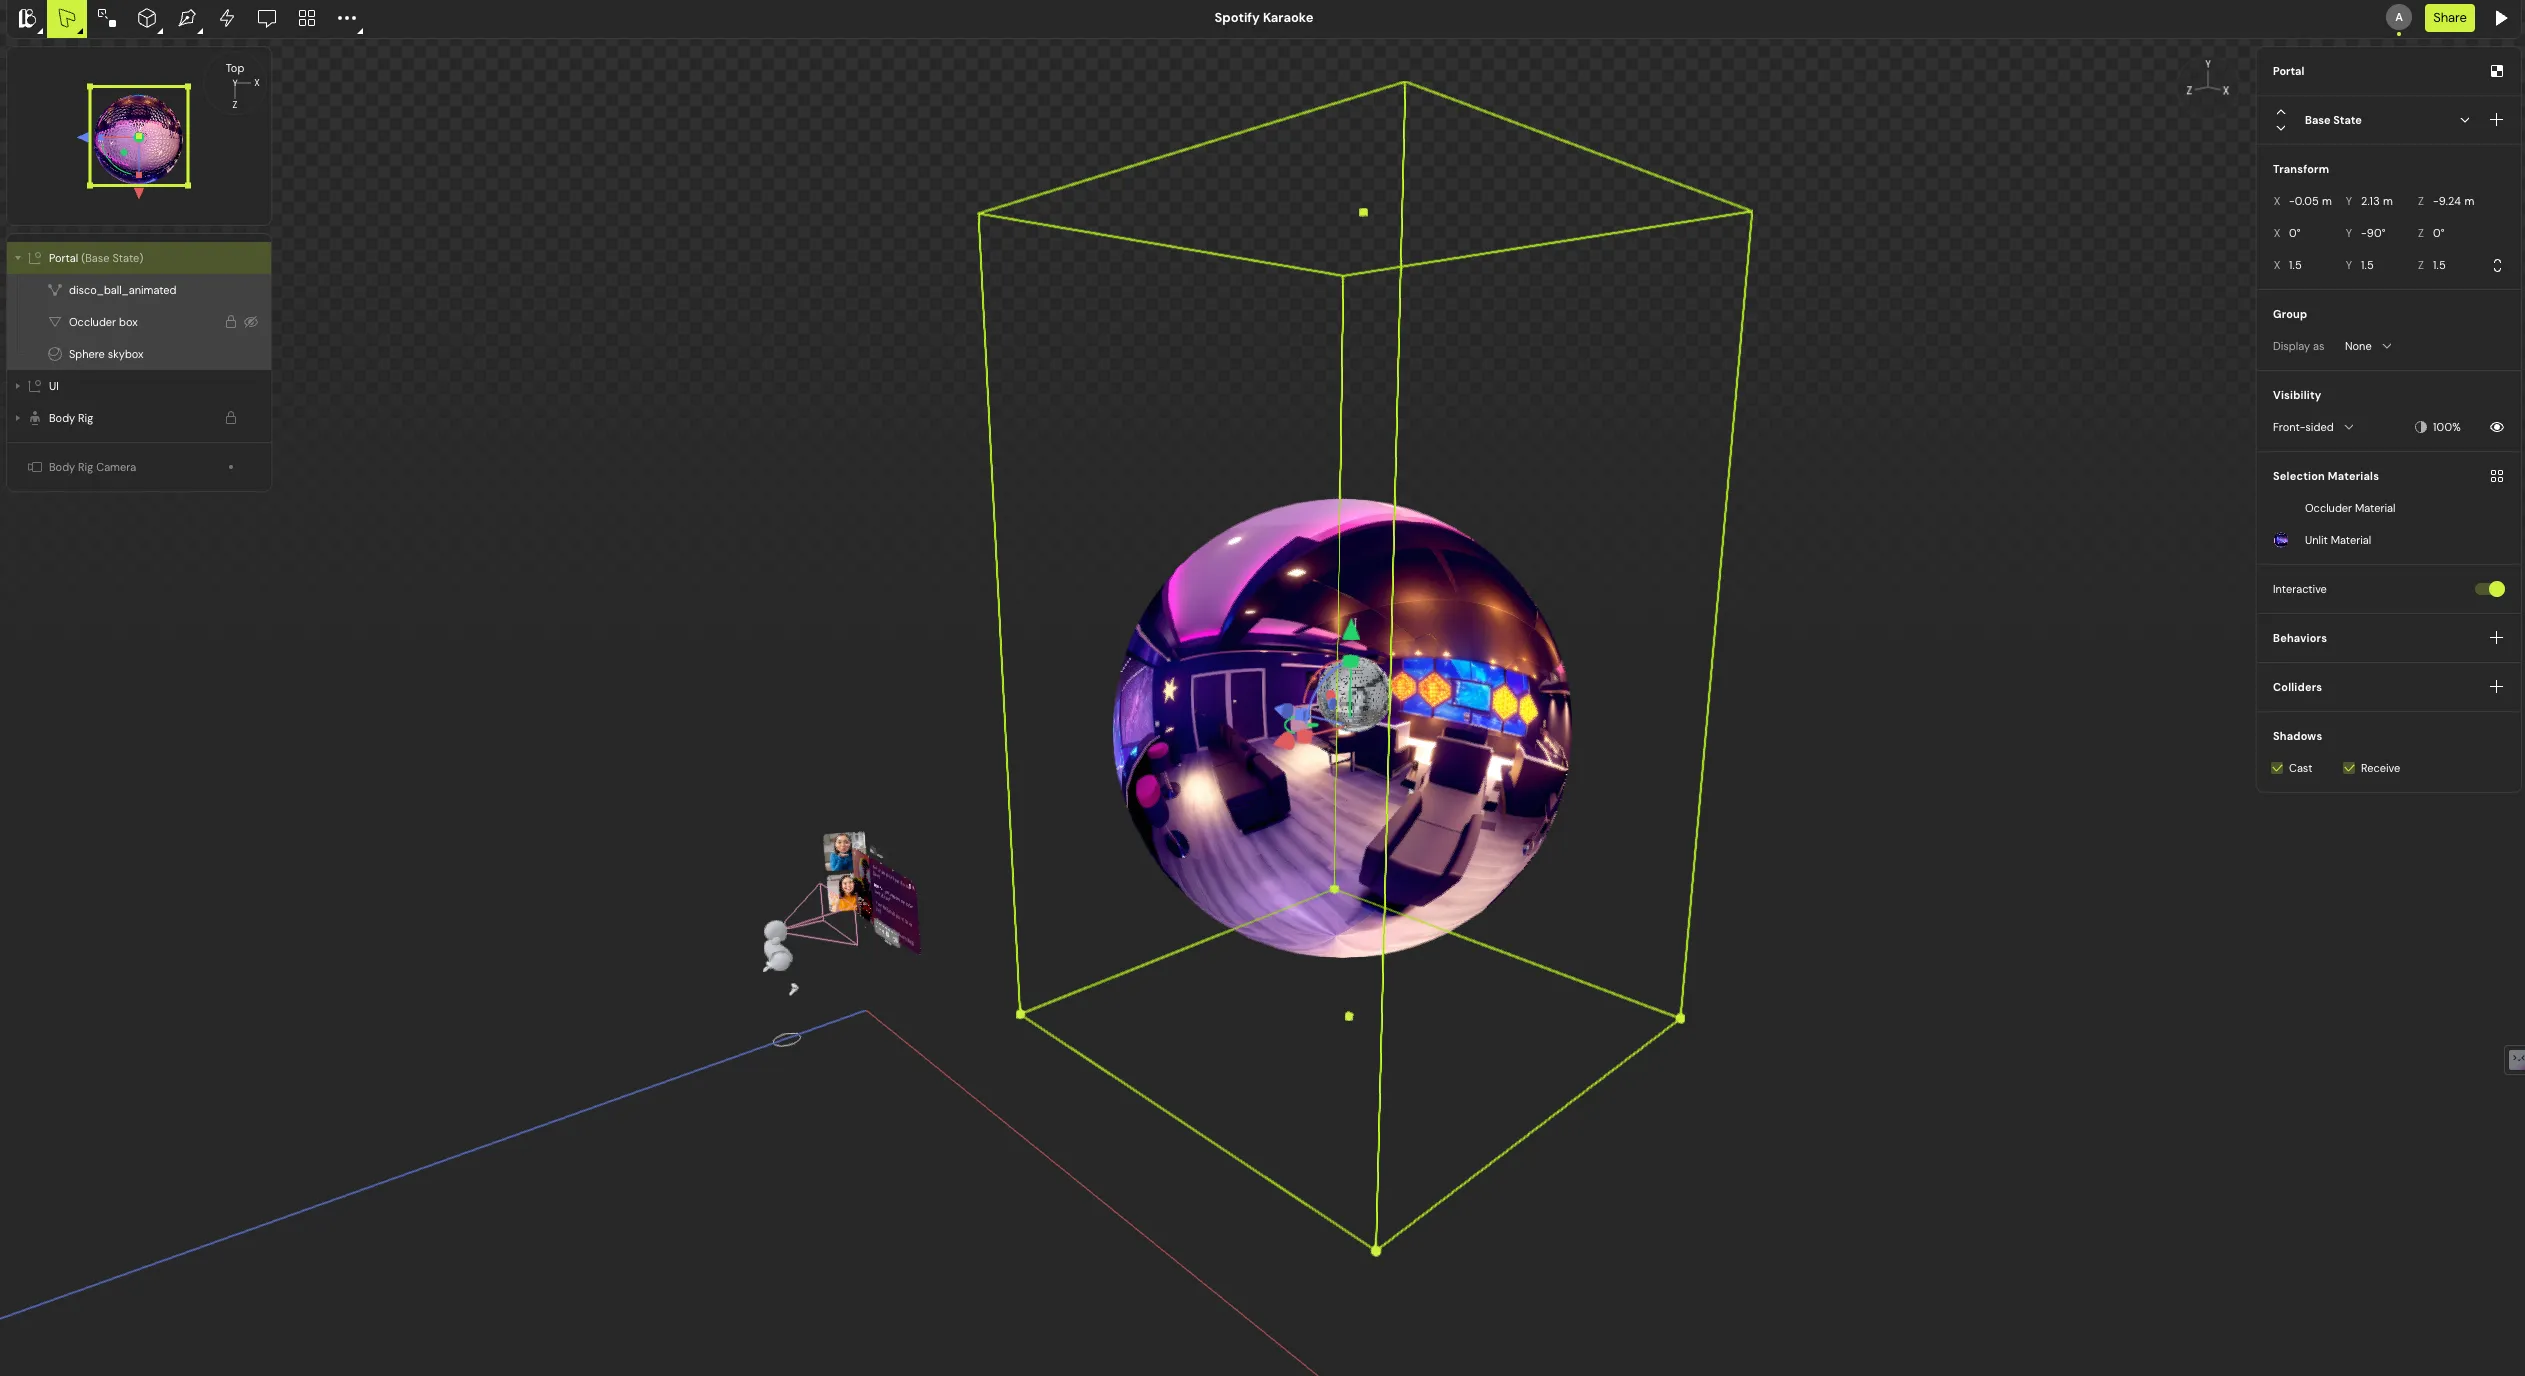 Spotify Karaoke
A
Share
Top
Y X
Z
Portal (Base State)
disco_ball_animated
Occluder box
Sphere skybox
UI
Body Rig
Body Rig Camera
Y
Z X
Portal
Base State
Transform
X -0.05 m Y 2.13 m Z -9.24 m
X 0° Y -90° Z 0°
X 1.5 Y 1.5 Z 1.5
Group
Display as None
Visibility
Front-sided 100%
Selection Materials
Occluder Material
Unlit Material
Interactive
Behaviors
Colliders
Shadows
Cast Receive